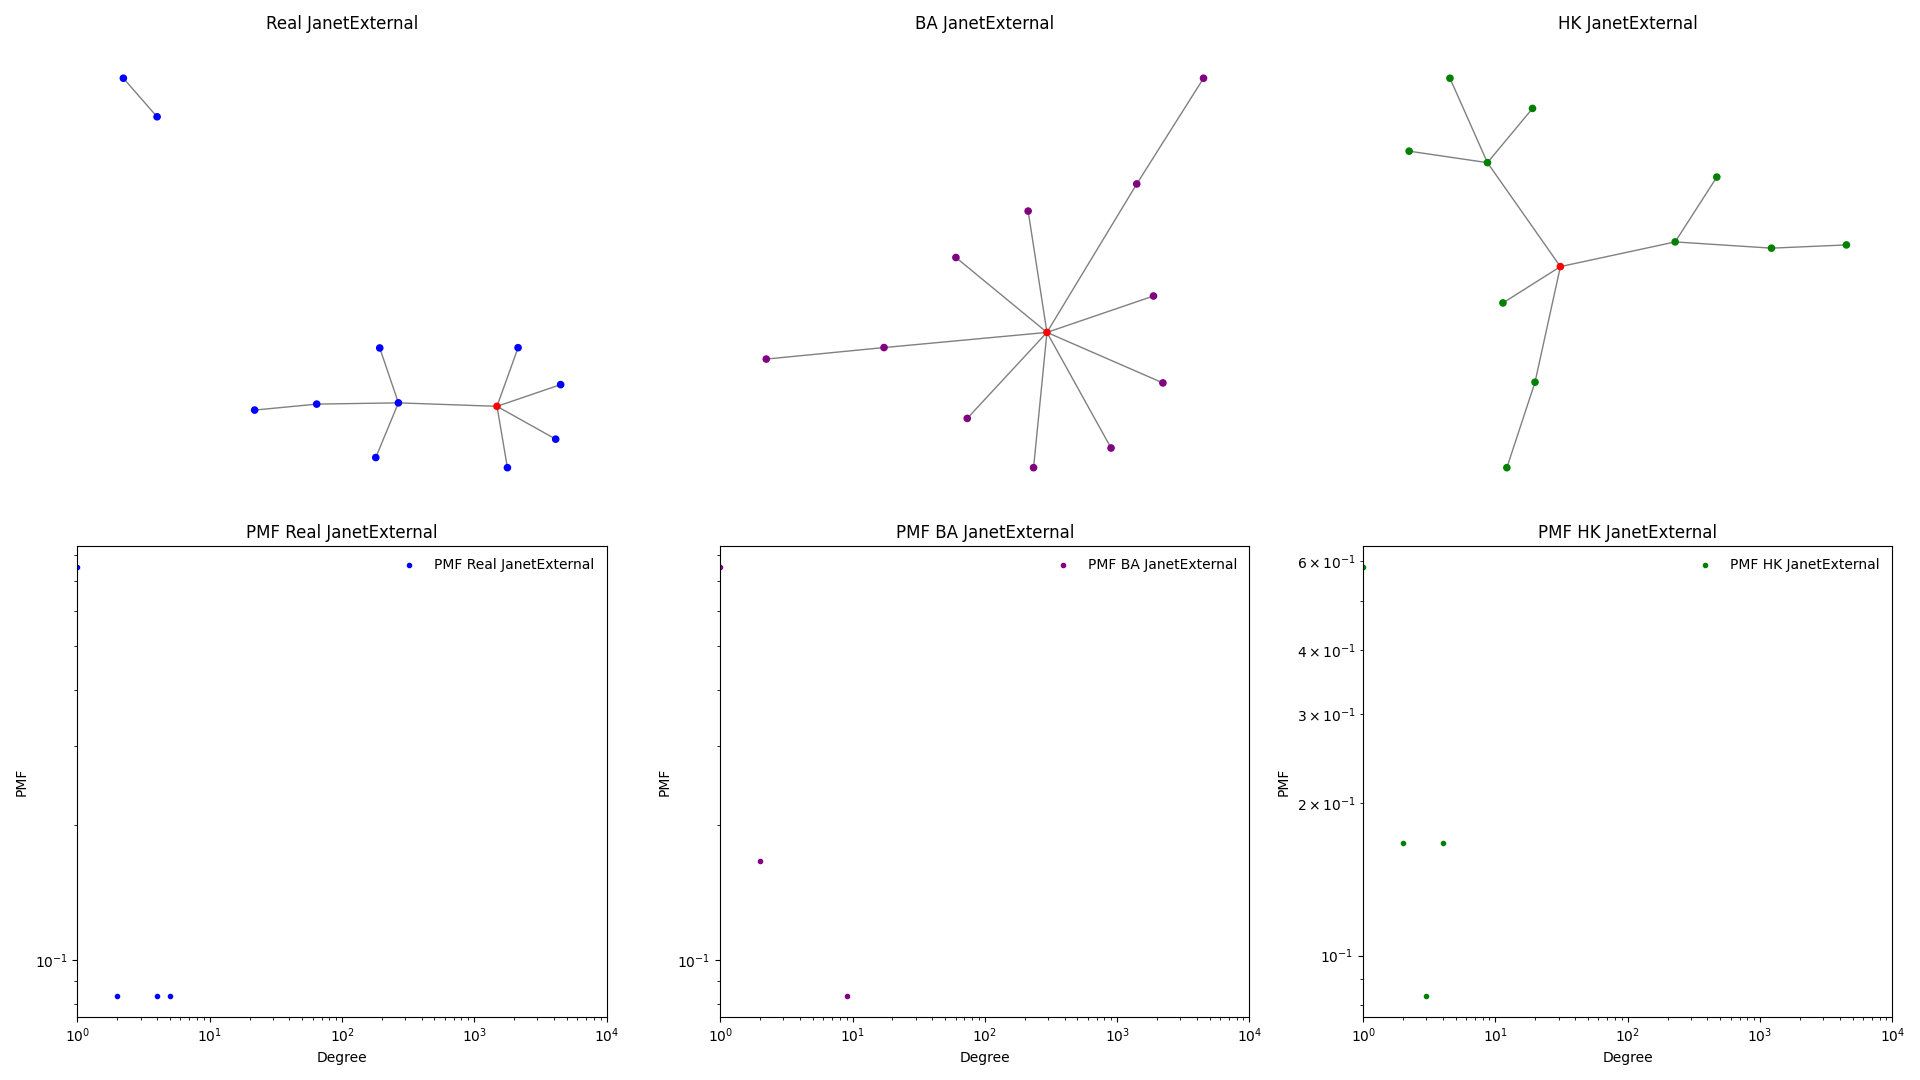 Real JanetExternal
BA JanetExternal
HK JanetExternal
PMF Real JanetExternal
PMF Real JanetExternal
PMF
10⁻¹
10⁰ 10¹ 10² 10³ 10⁴
Degree
PMF BA JanetExternal
PMF BA JanetExternal
PMF
10⁻¹
10⁰ 10¹ 10² 10³ 10⁴
Degree
PMF HK JanetExternal
PMF HK JanetExternal
PMF
6 × 10⁻¹
4 × 10⁻¹
3 × 10⁻¹
2 × 10⁻¹
10⁻¹
10⁰ 10¹ 10² 10³ 10⁴
Degree